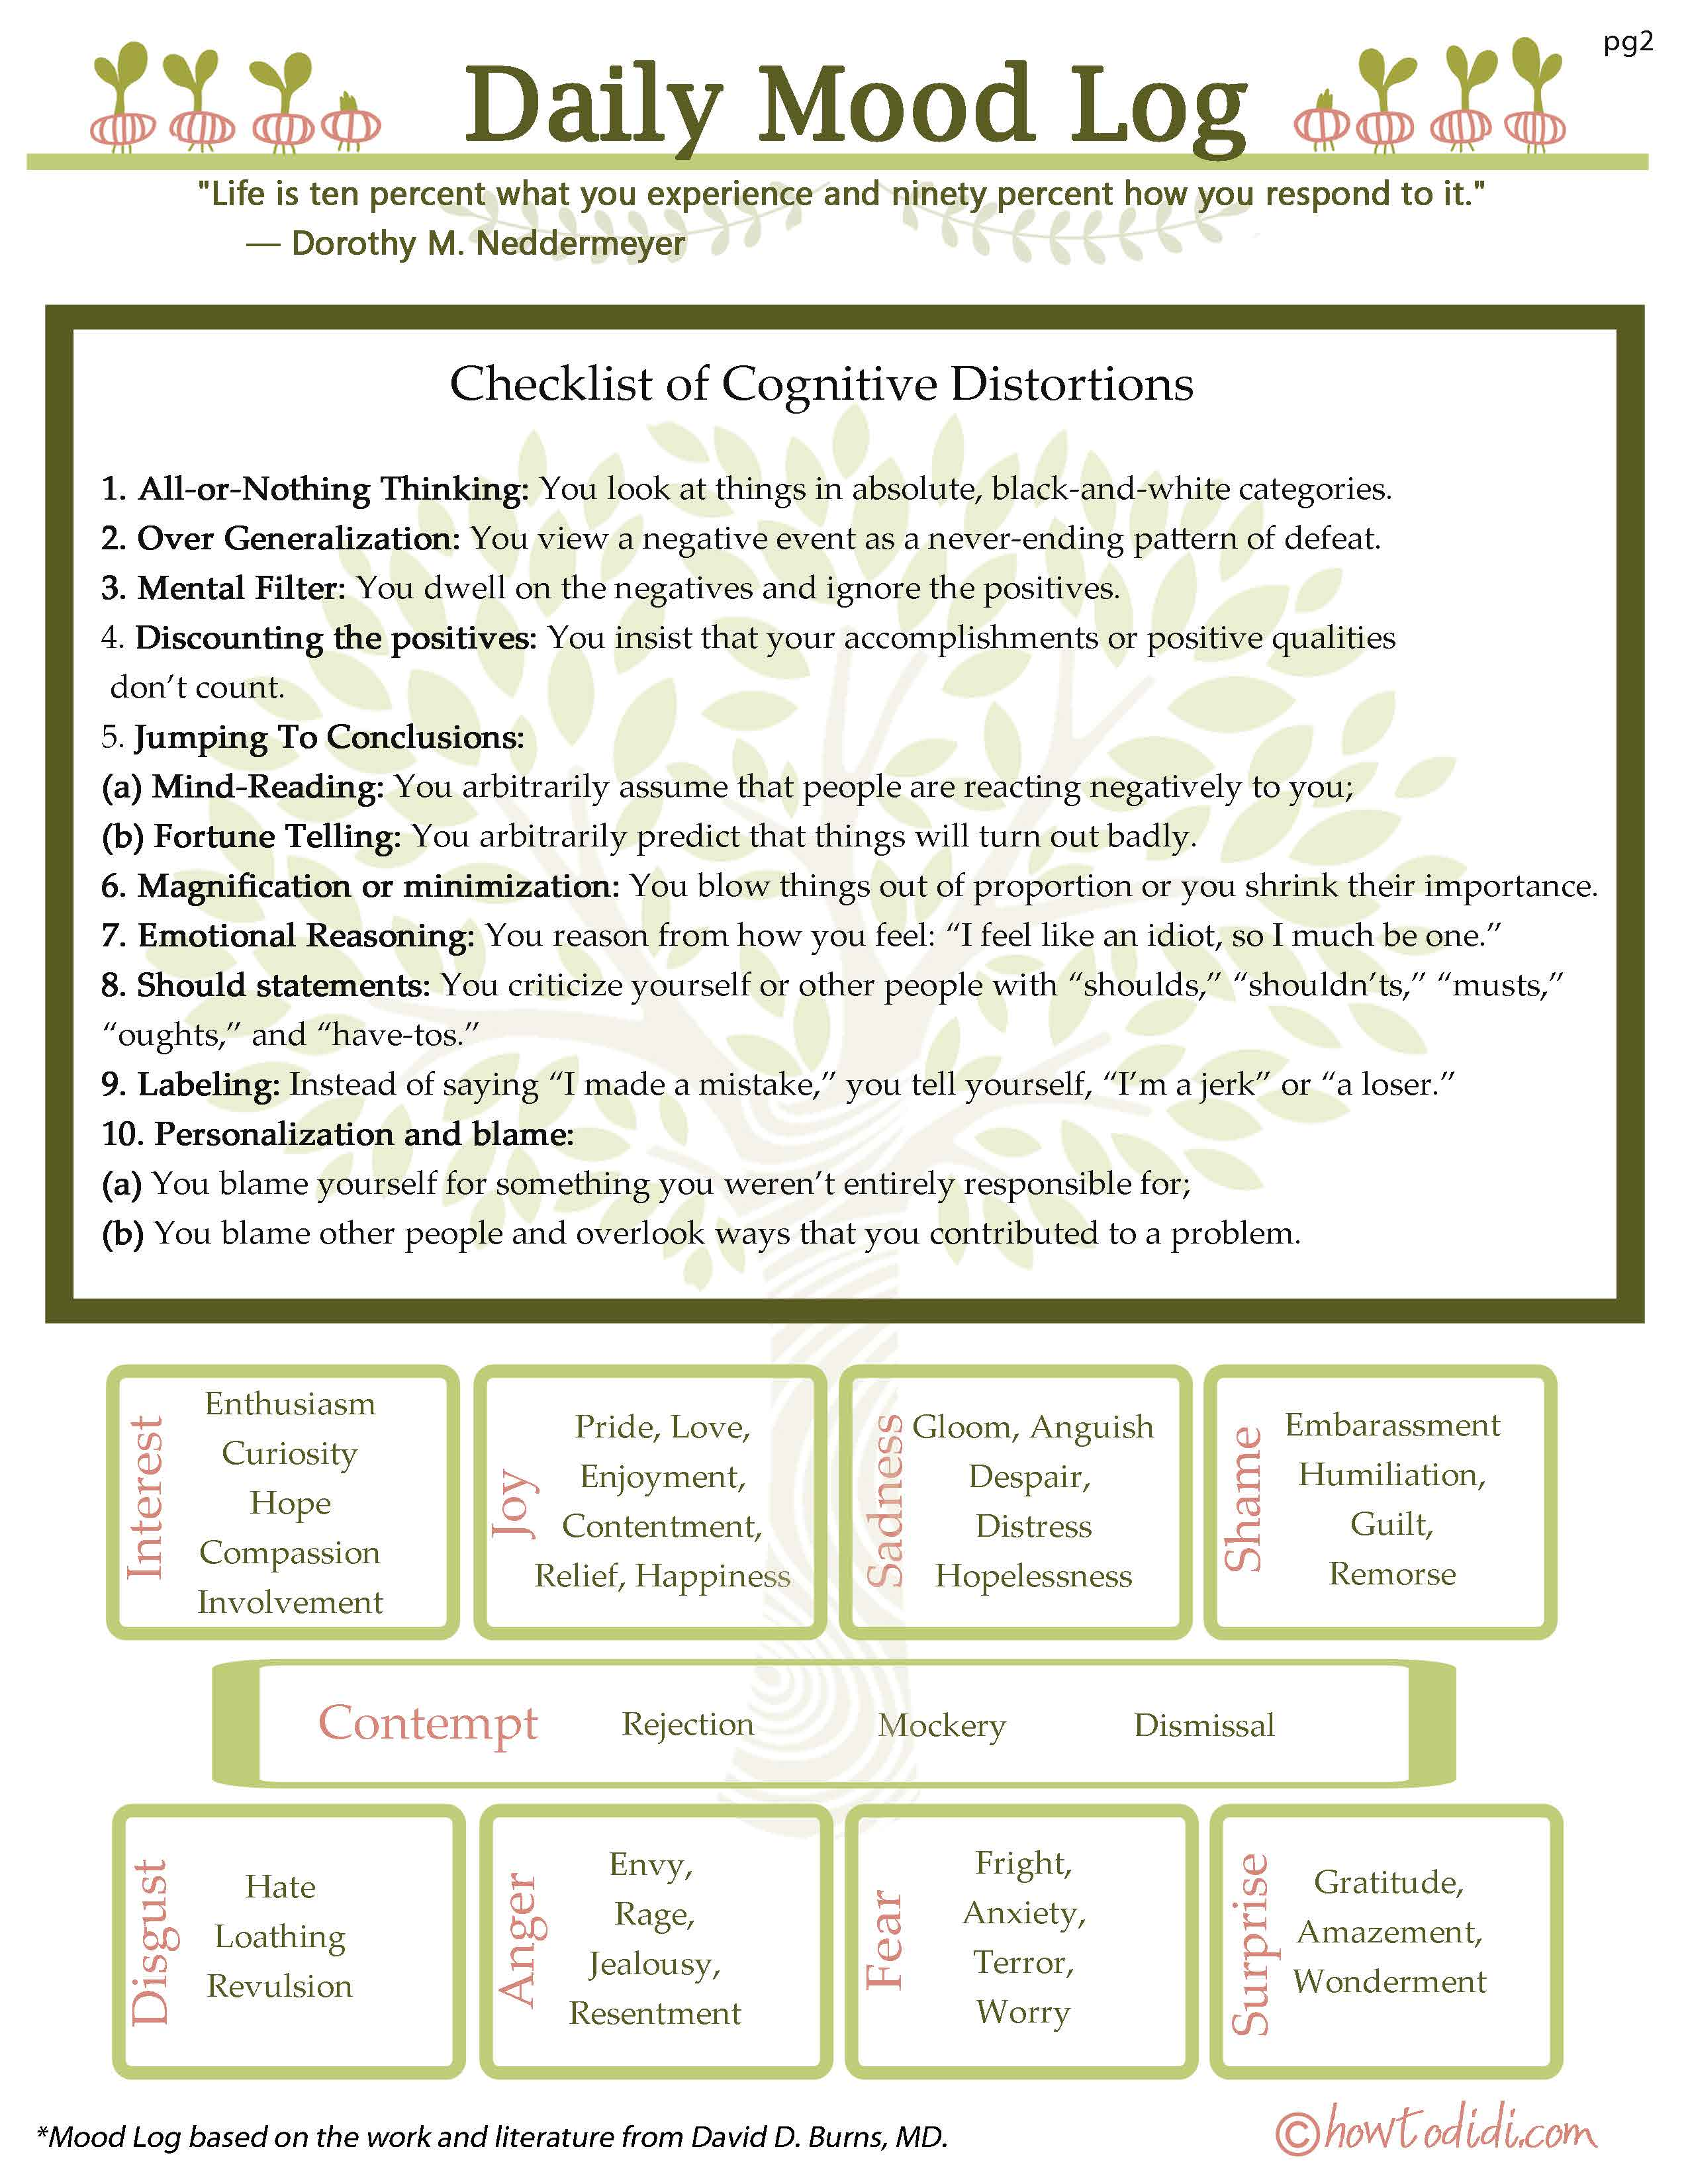 pg2
Daily Mood Log
"Life is ten percent what you experience and ninety percent how you respond to it."
— Dorothy M. Neddermeyer
Checklist of Cognitive Distortions
1. All-or-Nothing Thinking: You look at things in absolute, black-and-white categories.
2. Over Generalization: You view a negative event as a never-ending pattern of defeat.
3. Mental Filter: You dwell on the negatives and ignore the positives.
4. Discounting the positives: You insist that your accomplishments or positive qualities
don’t count.
5. Jumping To Conclusions:
(a) Mind-Reading: You arbitrarily assume that people are reacting negatively to you;
(b) Fortune Telling: You arbitrarily predict that things will turn out badly.
6. Magnification or minimization: You blow things out of proportion or you shrink their importance.
7. Emotional Reasoning: You reason from how you feel: “I feel like an idiot, so I much be one.”
8. Should statements: You criticize yourself or other people with “shoulds,” “shouldn’ts,” “musts,”
“oughts,” and “have-tos.”
9. Labeling: Instead of saying “I made a mistake,” you tell yourself, “I’m a jerk” or “a loser.”
10. Personalization and blame:
(a) You blame yourself for something you weren’t entirely responsible for;
(b) You blame other people and overlook ways that you contributed to a problem.
Interest
Enthusiasm
Curiosity
Hope
Compassion
Involvement
Joy
Pride, Love,
Enjoyment,
Contentment,
Relief, Happiness
Sadness
Gloom, Anguish
Despair,
Distress
Hopelessness
Shame
Embarassment
Humiliation,
Guilt,
Remorse
Contempt Rejection Mockery Dismissal
Disgust
Hate
Loathing
Revulsion
Anger
Envy,
Rage,
Jealousy,
Resentment
Fear
Fright,
Anxiety,
Terror,
Worry
Surprise
Gratitude,
Amazement,
Wonderment
*Mood Log based on the work and literature from David D. Burns, MD.
©howtodidi.com